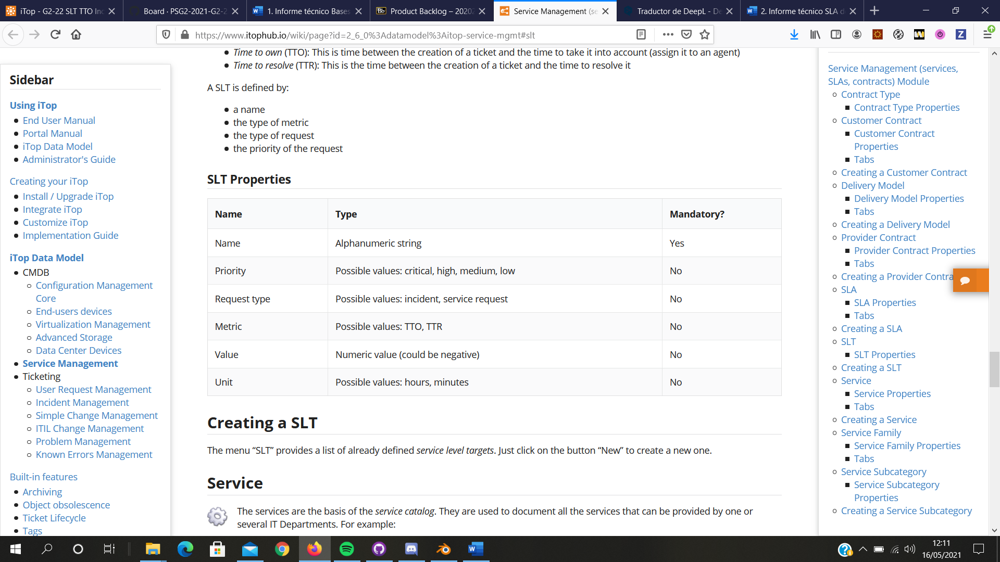 iTop - G2-22 SLT TTO In
Board · PSG2-2021-G2-2
1. Informe técnico Bases
Product Backlog – 2020
Service Management (se
Traductor de DeepL - De
2. Informe técnico SLA d
https://www.itophub.io/wiki/page?id=2_6_0%3Adatamodel%3Aitop-service-mgmt#slt
Sidebar
Using iTop
End User Manual
Portal Manual
iTop Data Model
Administrator's Guide
Creating your iTop
Install / Upgrade iTop
Integrate iTop
Customize iTop
Implementation Guide
iTop Data Model
CMDB
Configuration Management
Core
End-users devices
Virtualization Management
Advanced Storage
Data Center Devices
Service Management
Ticketing
User Request Management
Incident Management
Simple Change Management
ITIL Change Management
Problem Management
Known Errors Management
Built-in features
Archiving
Object obsolescence
Ticket Lifecycle
Tags
Time to own (TTO): This is time between the creation of a ticket and the time to take it into account (assign it to an agent)
Time to resolve (TTR): This is the time between the creation of a ticket and the time to resolve it
A SLT is defined by:
a name
the type of metric
the type of request
the priority of the request
SLT Properties
Name Type Mandatory?
Name Alphanumeric string Yes
Priority Possible values: critical, high, medium, low No
Request type Possible values: incident, service request No
Metric Possible values: TTO, TTR No
Value Numeric value (could be negative) No
Unit Possible values: hours, minutes No
Creating a SLT
The menu “SLT” provides a list of already defined service level targets. Just click on the button “New” to create a new one.
Service
The services are the basis of the service catalog. They are used to document all the services that can be provided by one or
several IT Departments. For example:
Service Management (services,
SLAs, contracts) Module
Contract Type
Contract Type Properties
Customer Contract
Customer Contract
Properties
Tabs
Creating a Customer Contract
Delivery Model
Delivery Model Properties
Tabs
Creating a Delivery Model
Provider Contract
Provider Contract Properties
Tabs
Creating a Provider Contra
SLA
SLA Properties
Tabs
Creating a SLA
SLT
SLT Properties
Creating a SLT
Service
Service Properties
Tabs
Creating a Service
Service Family
Service Family Properties
Tabs
Service Subcategory
Service Subcategory
Properties
Creating a Service Subcategory
12:11
16/05/2021